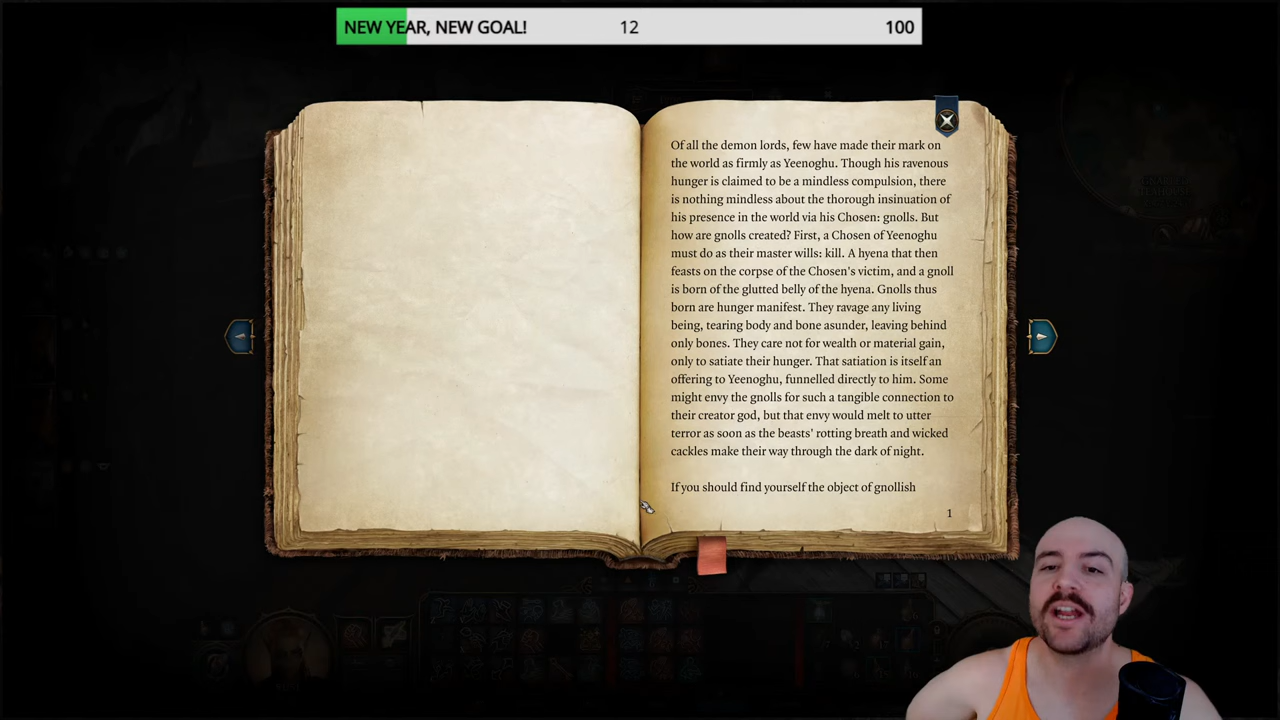 NEW YEAR, NEW GOAL! 12 100
Of all the demon lords, few have made their mark on
the world as firmly as Yeenoghu. Though his ravenous
hunger is claimed to be a mindless compulsion, there
is nothing mindless about the thorough insinuation of
his presence in the world via his Chosen: gnolls. But
how are gnolls created? First, a Chosen of Yeenoghu
must do as their master wills: kill. A hyena that then
feasts on the corpse of the Chosen's victim, and a gnoll
is born of the glutted belly of the hyena. Gnolls thus
born are hunger manifest. They ravage any living
being, tearing body and bone asunder, leaving behind
only bones. They care not for wealth or material gain,
only to satiate their hunger. That satiation is itself an
offering to Yeenoghu, funnelled directly to him. Some
might envy the gnolls for such a tangible connection to
their creator god, but that envy would melt to utter
terror as soon as the beasts' rotting breath and wicked
cackles make their way through the dark of night.
If you should find yourself the object of gnollish
1